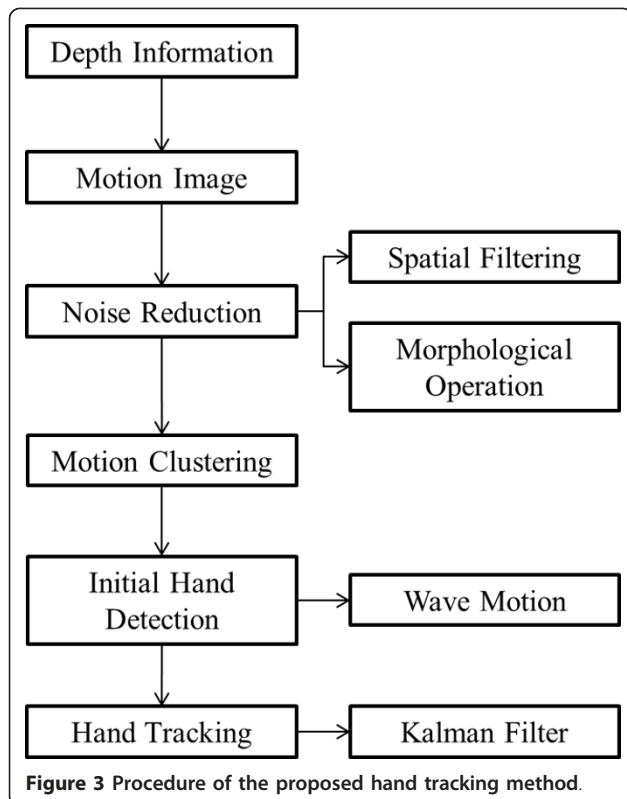 Depth Information
Motion Image
Noise Reduction
Spatial Filtering
Morphological
Operation
Motion Clustering
Initial Hand
Detection
Wave Motion
Hand Tracking
Kalman Filter
Figure 3 Procedure of the proposed hand tracking method.